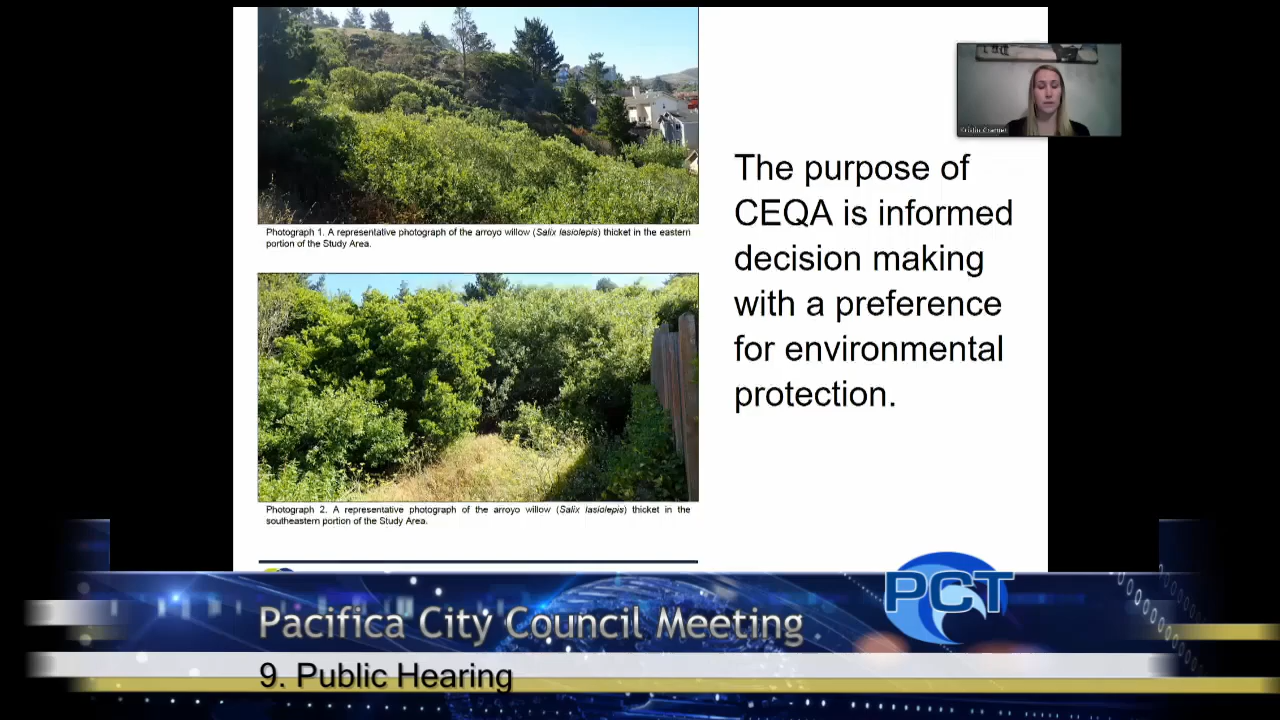 Photograph 1. A representative photograph of the arroyo willow (Salix lasiolepis) thicket in the eastern
portion of the Study Area.
The purpose of
CEQA is informed
decision making
with a preference
for environmental
protection.
Photograph 2. A representative photograph of the arroyo willow (Salix lasiolepis) thicket in the
southeastern portion of the Study Area.
PCT
Pacifica City Council Meeting
9. Public Hearing